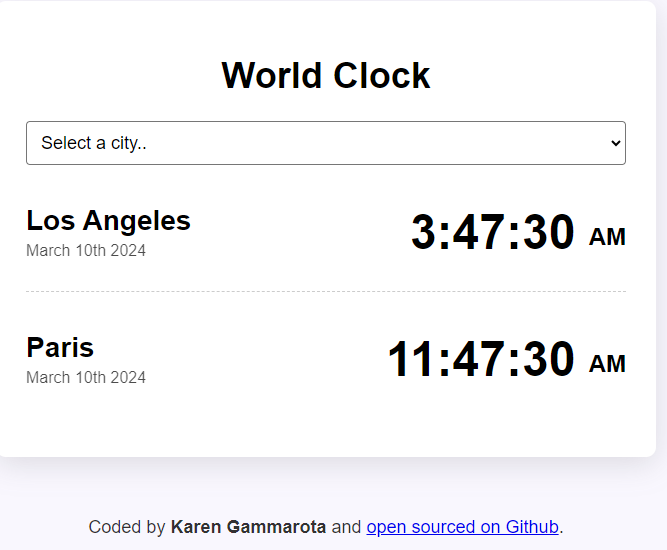 World Clock
Select a city..
Los Angeles
March 10th 2024
3:47:30 AM
Paris
March 10th 2024
11:47:30 AM
Coded by Karen Gammarota and open sourced on Github.